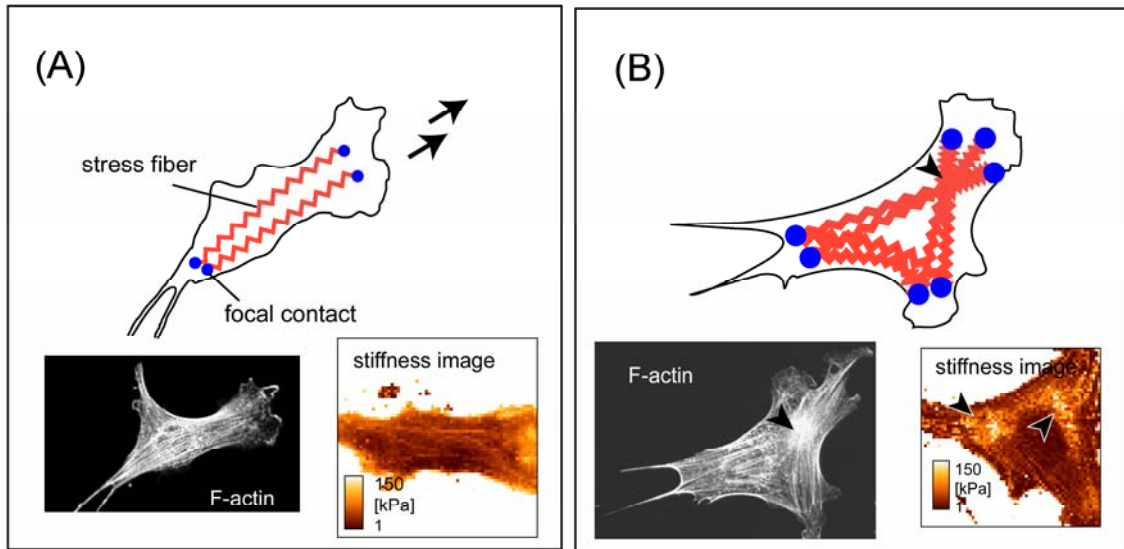 (A)
stress fiber
focal contact
F-actin
stiffness image
150
[kPa]
1
(B)
F-actin
stiffness image
150
[kPa]
1